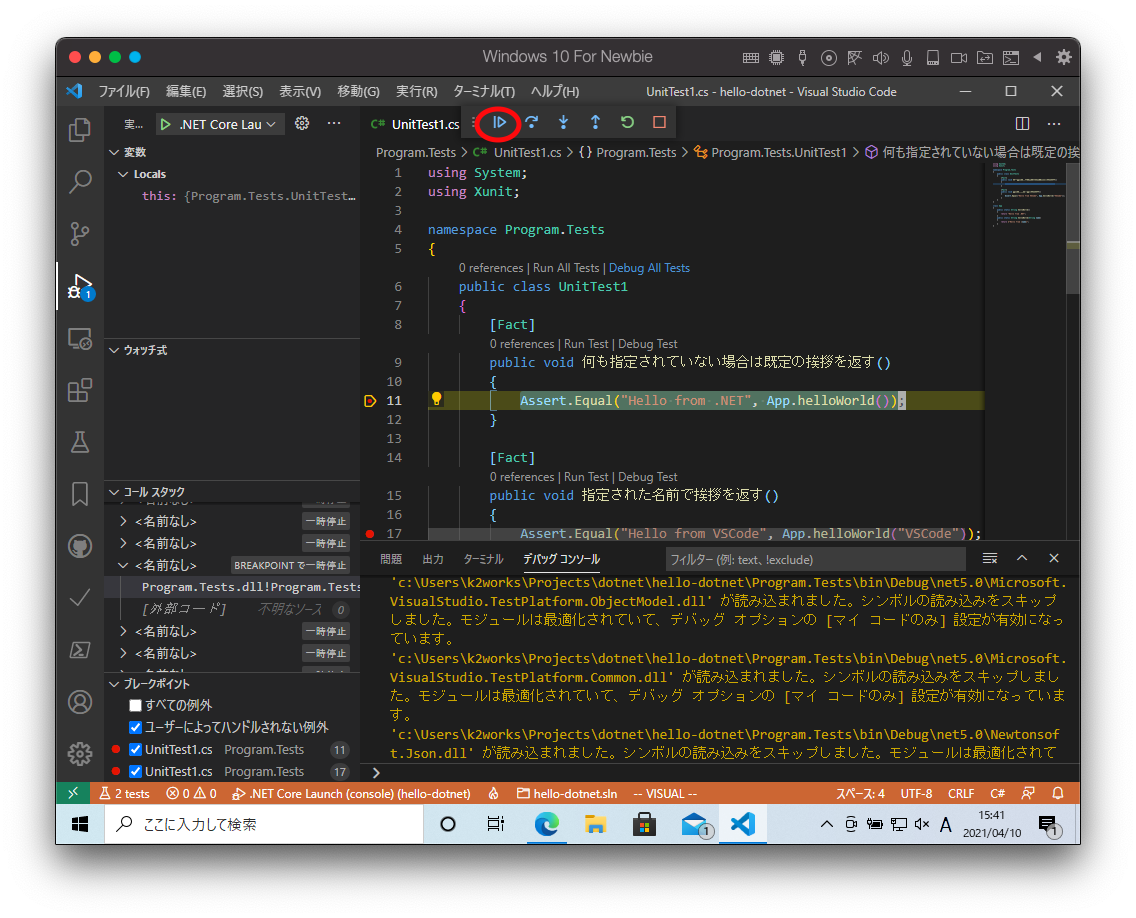 Windows 10 For Newbie
ファイル(F) 編集(E) 選択(S) 表示(V) 移動(G) 実行(R) ターミナル(T) ヘルプ(H) UnitTest1.cs - hello-dotnet - Visual Studio Code
実... .NET Core Lau
C# UnitTest1.cs
Program.Tests > C# UnitTest1.cs > {} Program.Tests > Program.Tests.UnitTest1 > 何も指定されていない場合は既定の挨
変数
Locals
this: {Program.Tests.UnitTest...
ウォッチ式
コール スタック
<名前なし> 一時停止
<名前なし> 一時停止
<名前なし> BREAKPOINT で一時停止
Program.Tests.dll!Program.Tests
[外部コード] 不明なソース 0
<名前なし> 一時停止
<名前なし> 一時停止
ブレークポイント
すべての例外
ユーザーによってハンドルされない例外
UnitTest1.cs Program.Tests 11
UnitTest1.cs Program.Tests 17
1
1 using System;
2 using Xunit;
3
4 namespace Program.Tests
5 {
0 references | Run All Tests | Debug All Tests
6 public class UnitTest1
7 {
8 [Fact]
0 references | Run Test | Debug Test
9 public void 何も指定されていない場合は既定の挨拶を返す()
10 {
11 Assert.Equal("Hello from .NET", App.helloWorld());
12 }
13
14 [Fact]
0 references | Run Test | Debug Test
15 public void 指定された名前で挨拶を返す()
16 {
17 Assert.Equal("Hello from VSCode", App.helloWorld("VSCode"));
問題 出力 ターミナル デバッグ コンソール フィルター (例: text、!exclude)
'c:\Users\k2works\Projects\dotnet\hello-dotnet\Program.Tests\bin\Debug\net5.0\Microsoft.
VisualStudio.TestPlatform.ObjectModel.dll' が読み込まれました。シンボルの読み込みをスキップ
しました。モジュールは最適化されていて、デバッグ オプションの [マイ コードのみ] 設定が有効になっ
ています。
'c:\Users\k2works\Projects\dotnet\hello-dotnet\Program.Tests\bin\Debug\net5.0\Microsoft.
VisualStudio.TestPlatform.Common.dll' が読み込まれました。シンボルの読み込みをスキップしまし
た。モジュールは最適化されていて、デバッグ オプションの [マイ コードのみ] 設定が有効になっていま
す。
'c:\Users\k2works\Projects\dotnet\hello-dotnet\Program.Tests\bin\Debug\net5.0\Newtonsof
t.Json.dll' が読み込まれました。シンボルの読み込みをスキップしました。モジュールは最適化されて
2 tests 0 0 .NET Core Launch (console) (hello-dotnet) hello-dotnet.sln -- VISUAL -- スペース: 4 UTF-8 CRLF C#
ここに入力して検索
1
A 15:41
2021/04/10
1